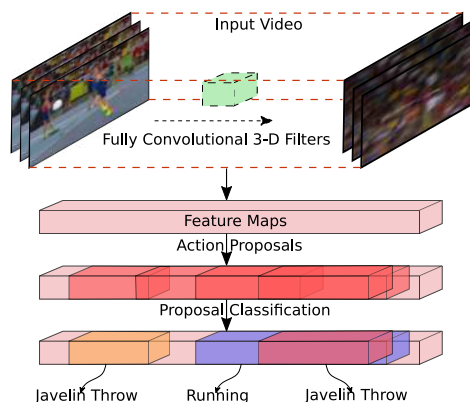 Input Video
Fully Convolutional 3-D Filters
Feature Maps
Action Proposals
Proposal Classification
Javelin Throw
Running
Javelin Throw